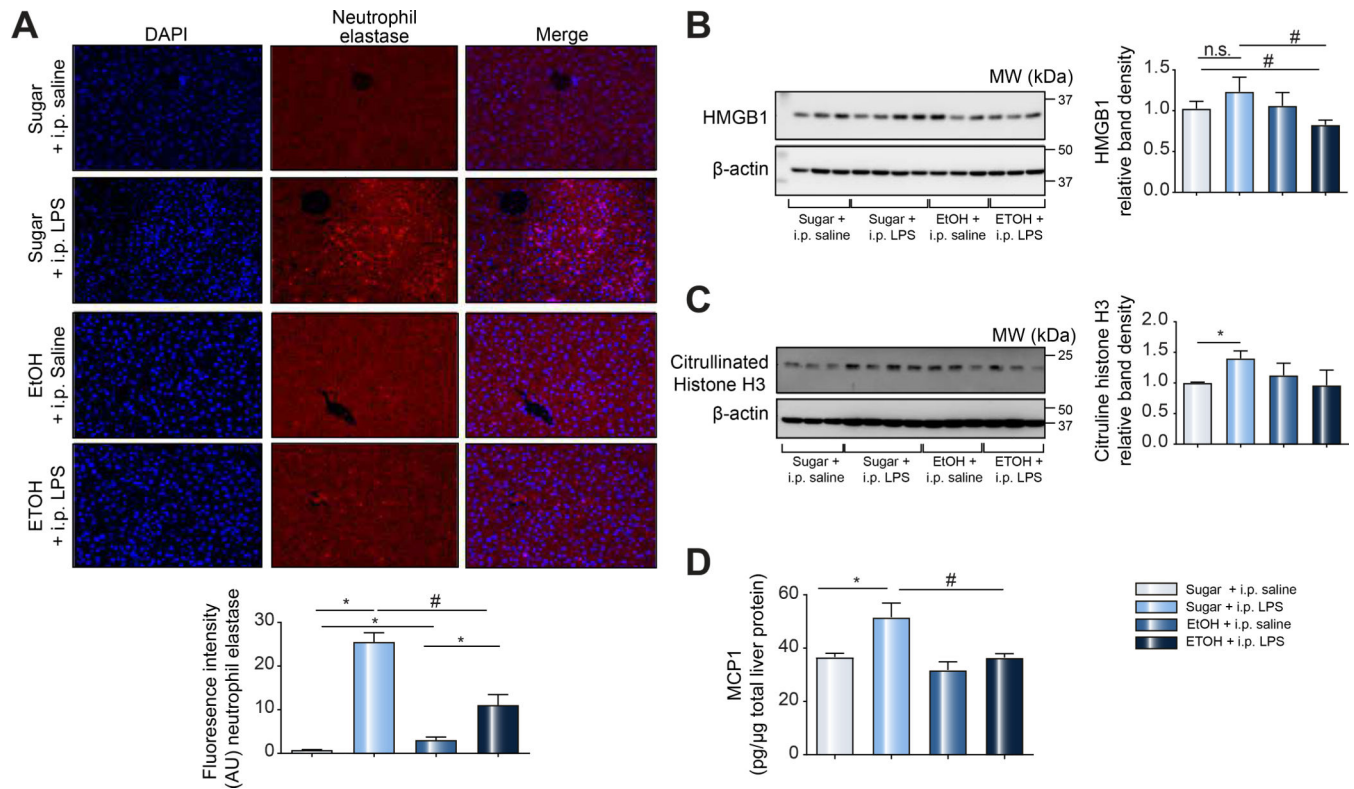 A
DAPI
Neutrophil
elastase
Merge
Sugar
+ i.p. saline
Sugar
+ i.p. LPS
EtOH
+ i.p. Saline
ETOH
+ i.p. LPS
Fluoresence intensity
(AU) neutrophil elastase
30
20
10
0
*
#
*
*
B
MW (kDa)
HMGB1
37
β-actin
50
37
Sugar +
i.p. saline
Sugar +
i.p. LPS
EtOH +
i.p. saline
ETOH +
i.p. LPS
HMGB1
relative band density
1.5
1.0
0.5
0.0
n.s.
#
#
C
MW (kDa)
Citrullinated
Histone H3
25
β-actin
50
37
Sugar +
i.p. saline
Sugar +
i.p. LPS
EtOH +
i.p. saline
ETOH +
i.p. LPS
Citruline histone H3
relative band density
2.0
1.5
1.0
0.5
0.0
*
D
MCP1
(pg/μg total liver protein)
60
40
20
0
*
#
Sugar + i.p. saline
Sugar + i.p. LPS
EtOH + i.p. saline
ETOH + i.p. LPS